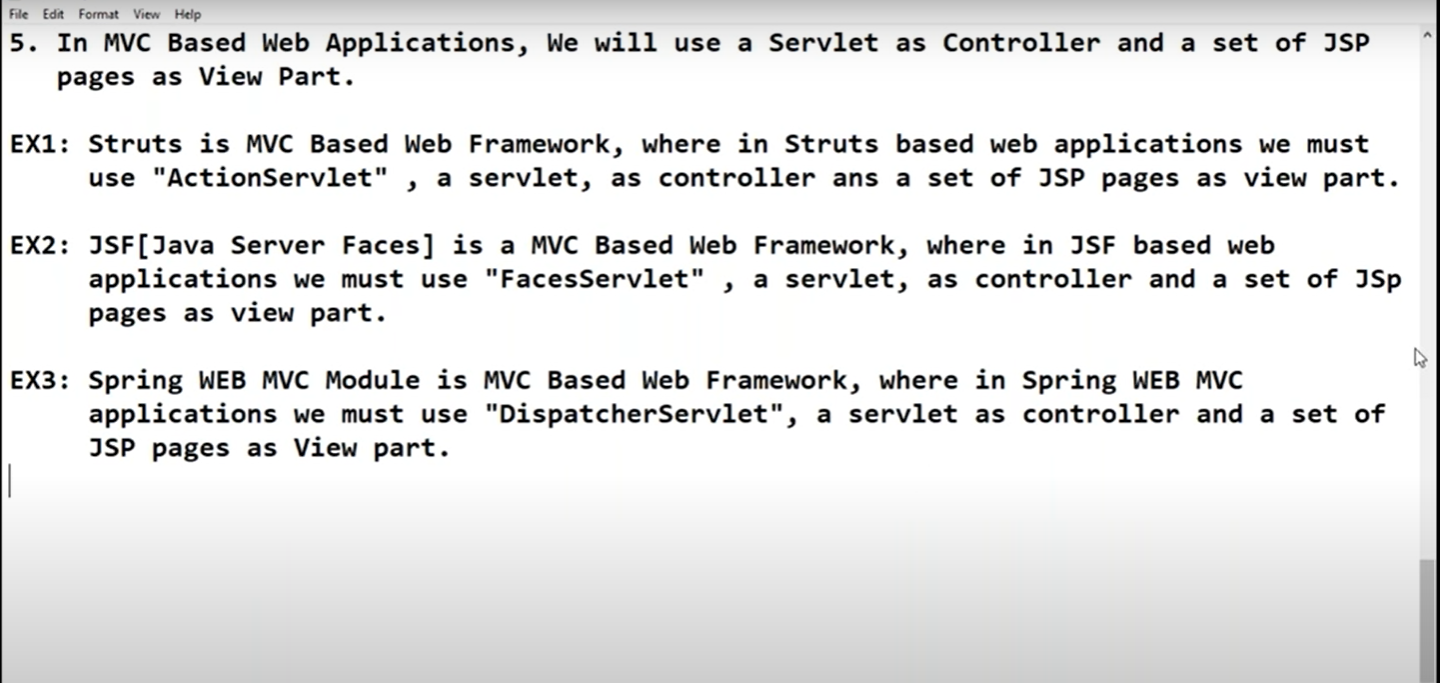 File Edit Format View Help
5. In MVC Based Web Applications, We will use a Servlet as Controller and a set of JSP
pages as View Part.
EX1: Struts is MVC Based Web Framework, where in Struts based web applications we must
use "ActionServlet" , a servlet, as controller ans a set of JSP pages as view part.
EX2: JSF[Java Server Faces] is a MVC Based Web Framework, where in JSF based web
applications we must use "FacesServlet" , a servlet, as controller and a set of JSp
pages as view part.
EX3: Spring WEB MVC Module is MVC Based Web Framework, where in Spring WEB MVC
applications we must use "DispatcherServlet", a servlet as controller and a set of
JSP pages as View part.